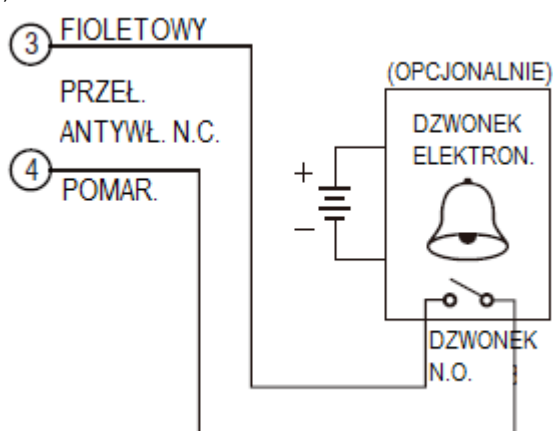 3 FIOLETOWY
PRZEŁ.
ANTYWŁ. N.C.
4
POMAR.
(OPCJONALNIE)
DZWONEK
ELEKTRON.
+
–
DZWONEK
N.O.